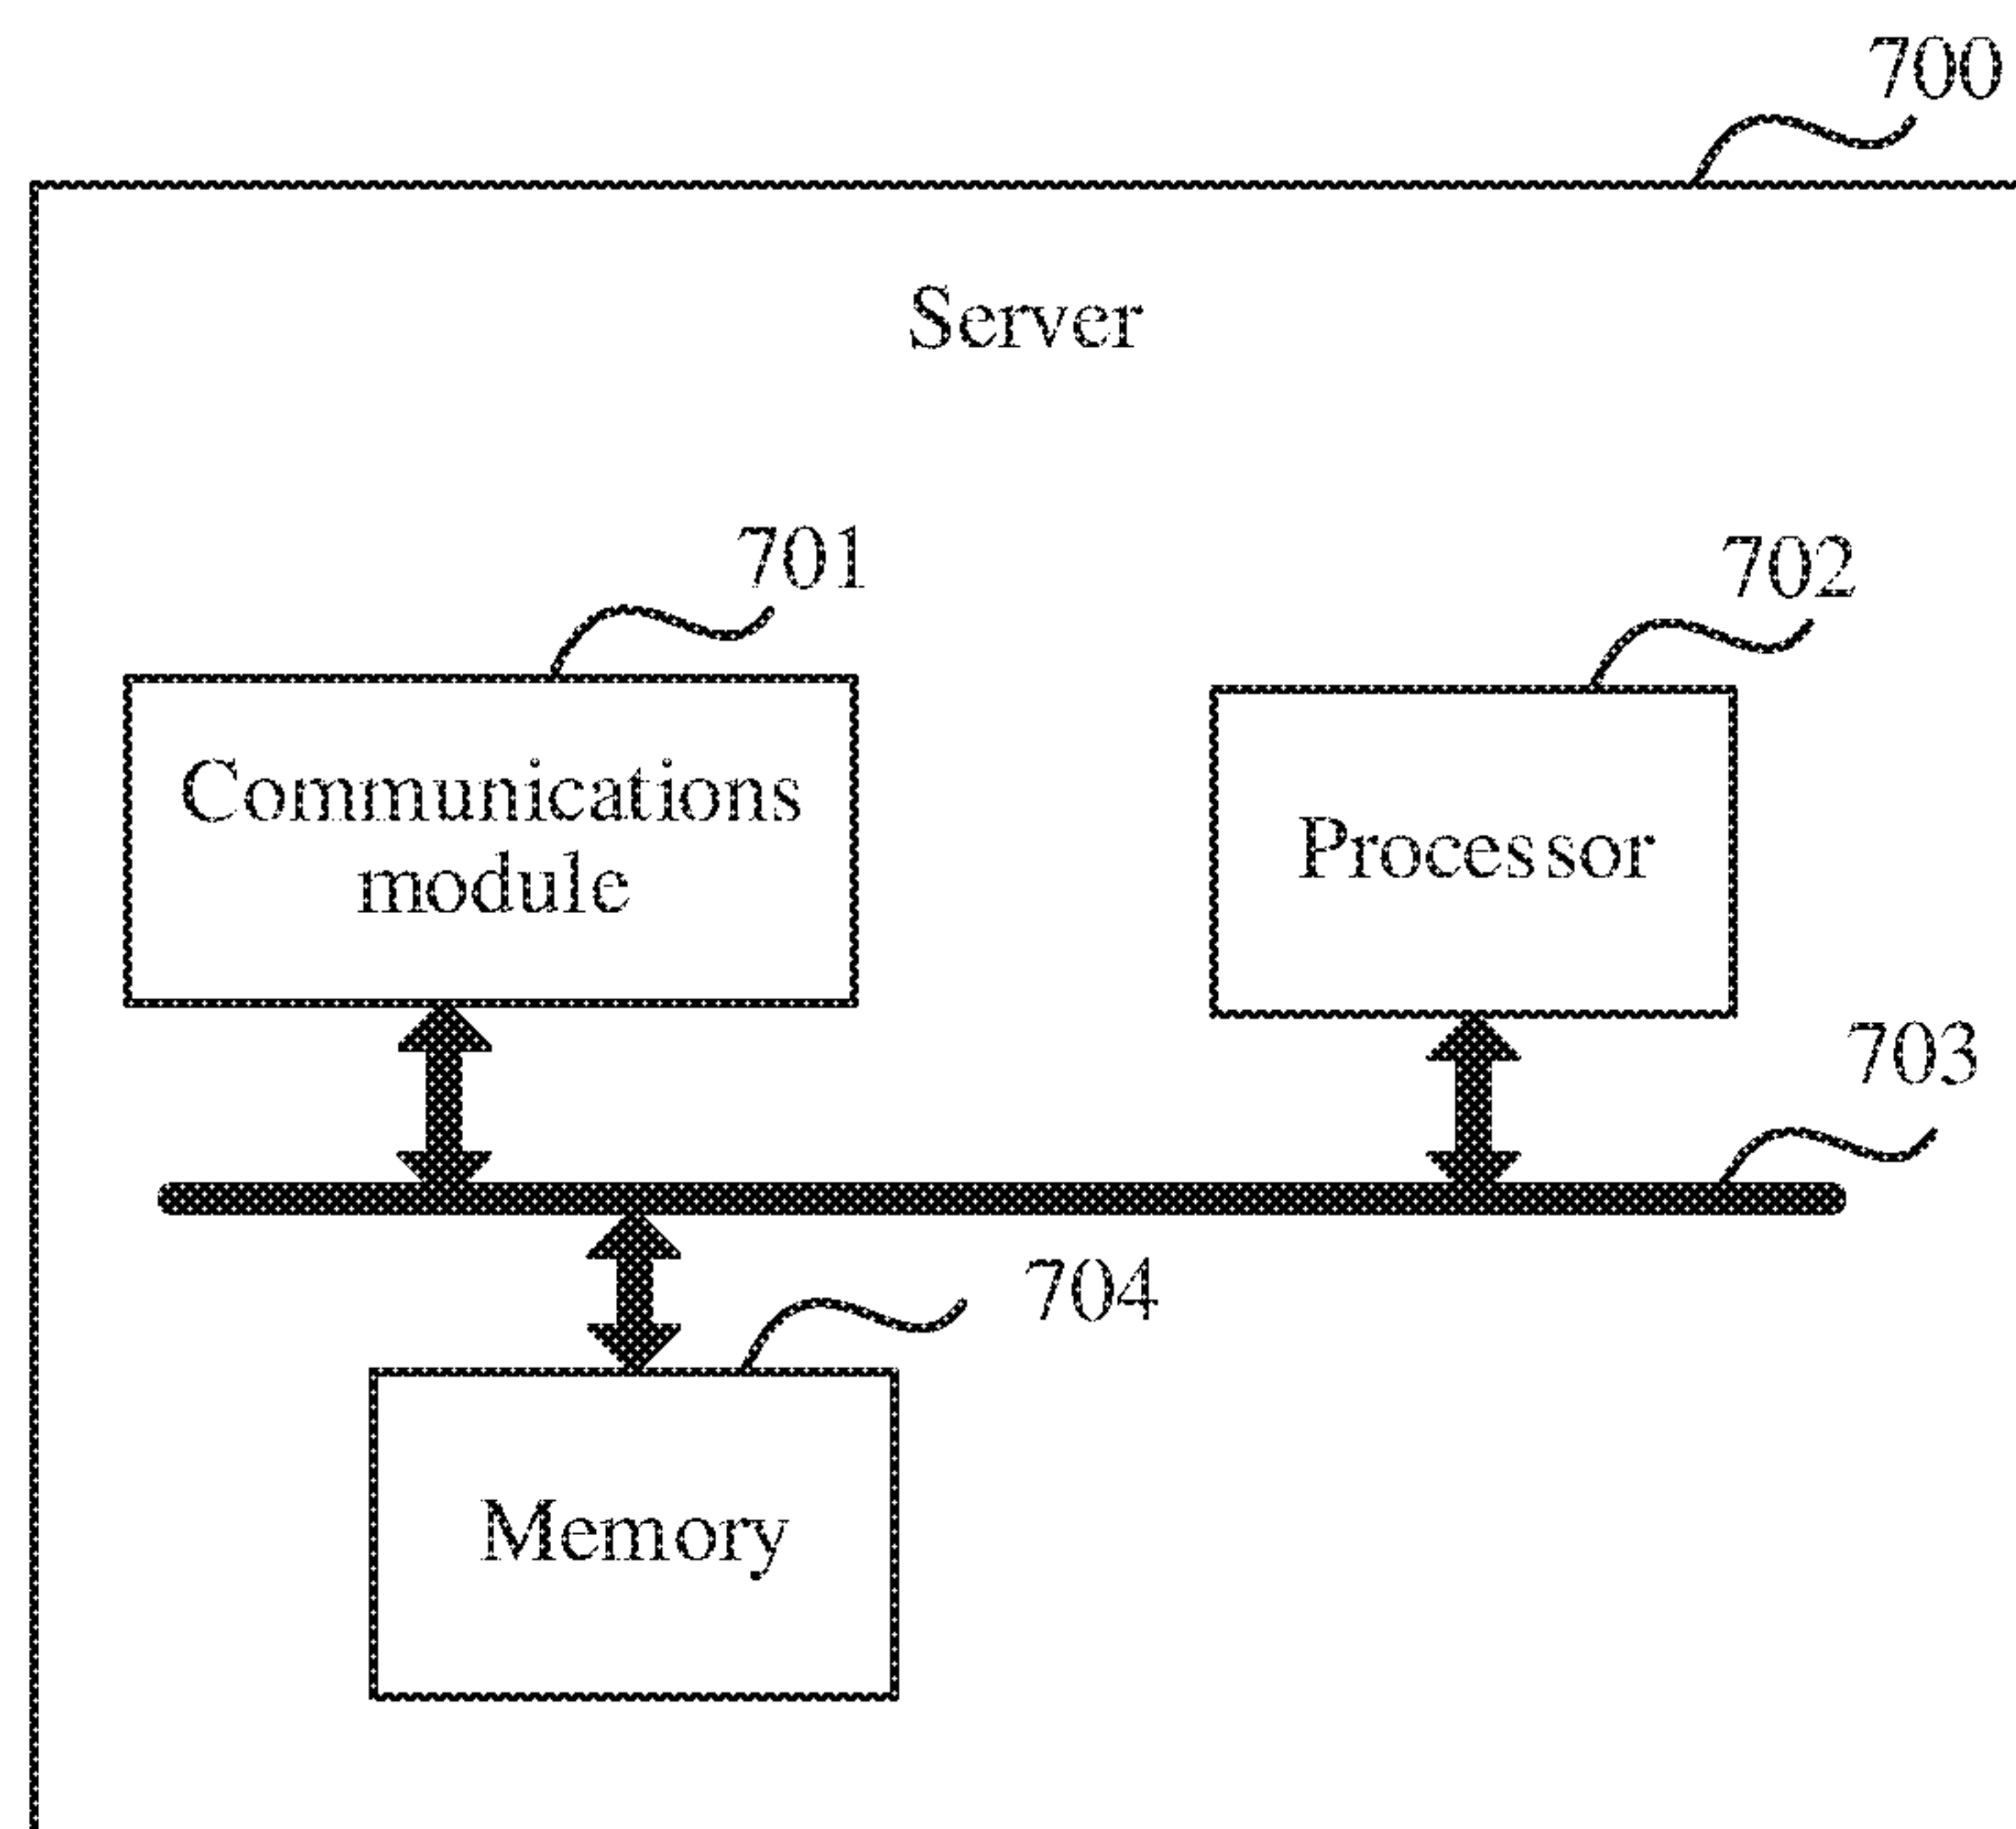 700
Server
701
702
Communications
module
Processor
703
704
Memory